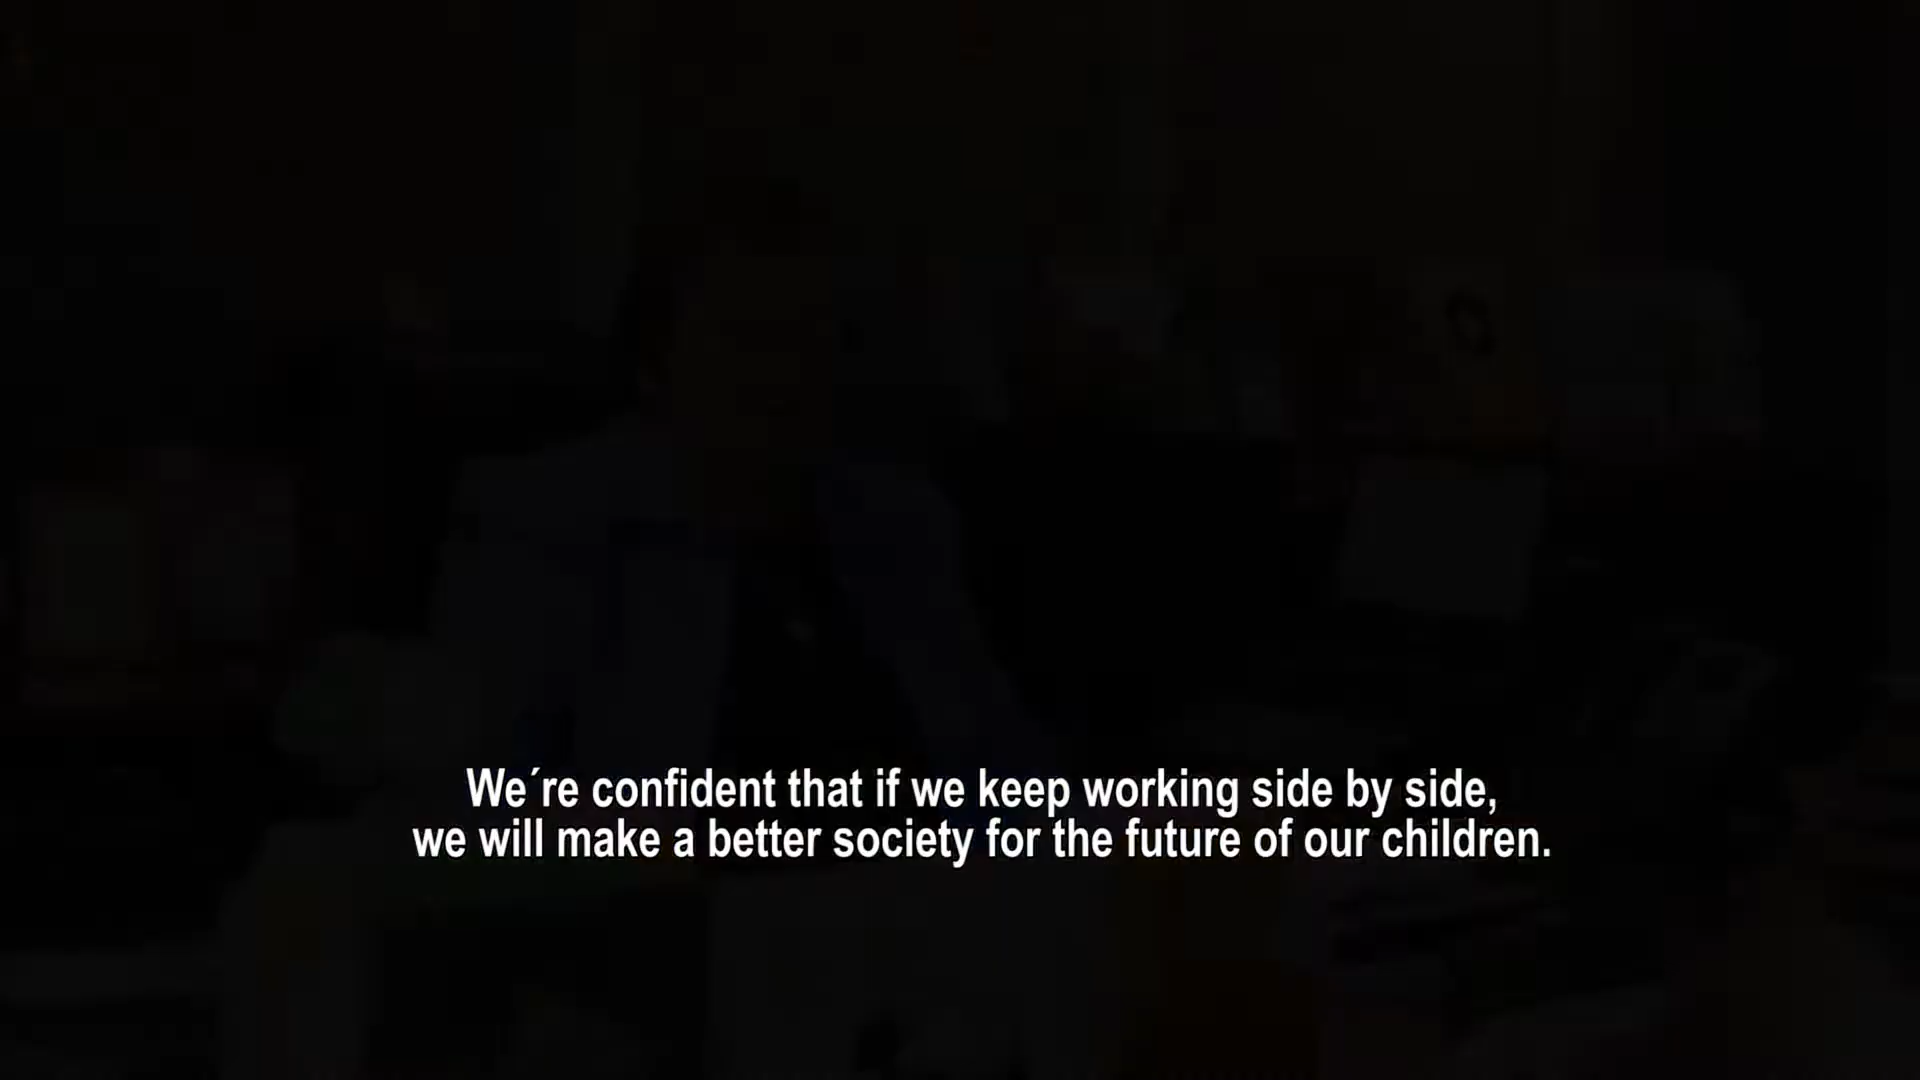 We´re confident that if we keep working side by side,
we will make a better society for the future of our children.